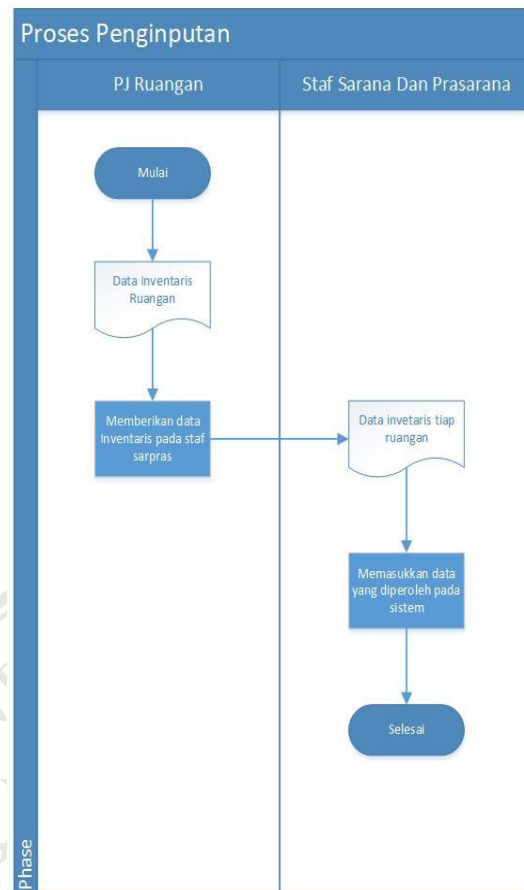 Proses Penginputan
PJ Ruangan
Staf Sarana Dan Prasarana
Mulai
Data Inventaris
Ruangan
Memberikan data
Inventaris pada staf
sarpras
Data invetaris tiap
ruangan
Memasukkan data
yang diperoleh pada
sistem
Selesai
Phase